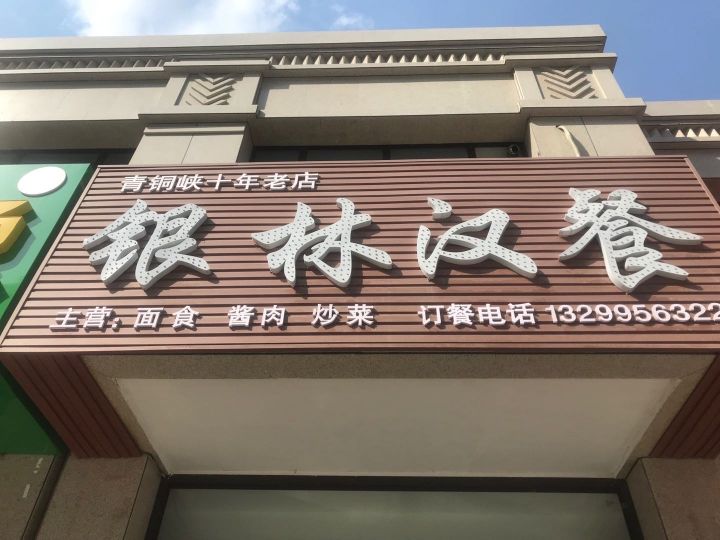 青铜峡十年老店
银林汉餐
主营：面食 酱肉 炒菜 订餐电话 1329956322